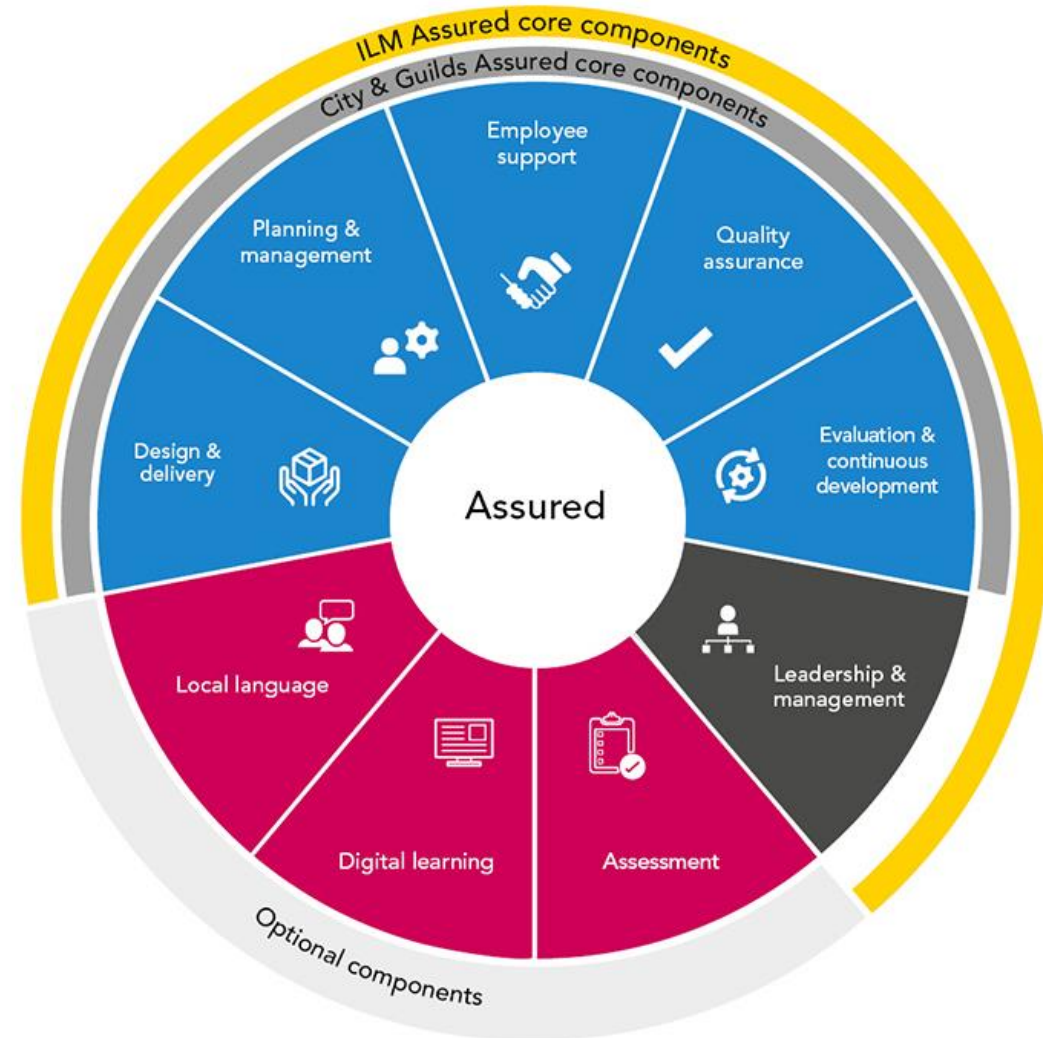 ILM Assured core components
City & Guilds Assured core components
Employee
support
Planning &
management
Quality
assurance
Design &
delivery
Evaluation &
continuous
development
Assured
Local language
Leadership &
management
Digital learning
Assessment
Optional components